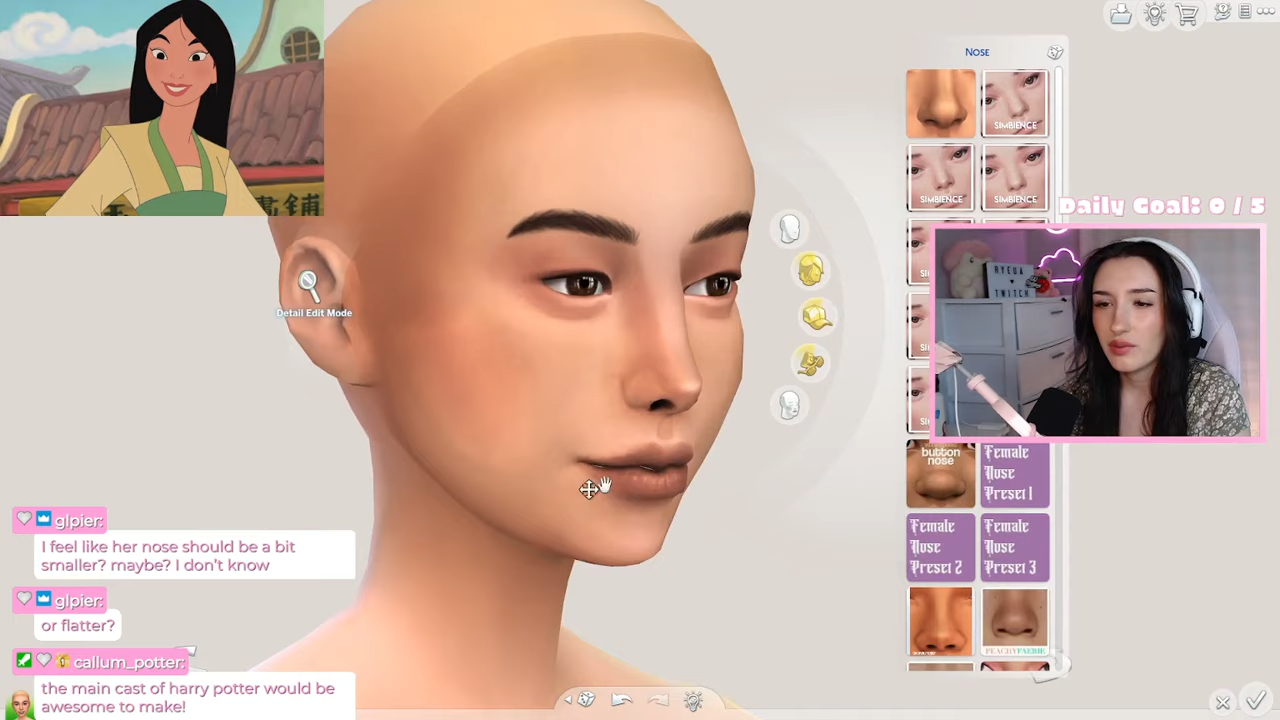 NOSE
SIMBIENCE
SIMBIENCE
SIMBIENCE
Daily Goal: 0 / 5
TWITCH
Detail Edit Mode
button
nose
Female
Nose
Preset 1
Female
Nose
Preset 2
Female
Nose
Preset 3
PEACHYFAERIE
glpier:
I feel like her nose should be a bit
smaller? maybe? I don't know
glpier:
or flatter?
callum_potter:
the main cast of harry potter would be
awesome to make!